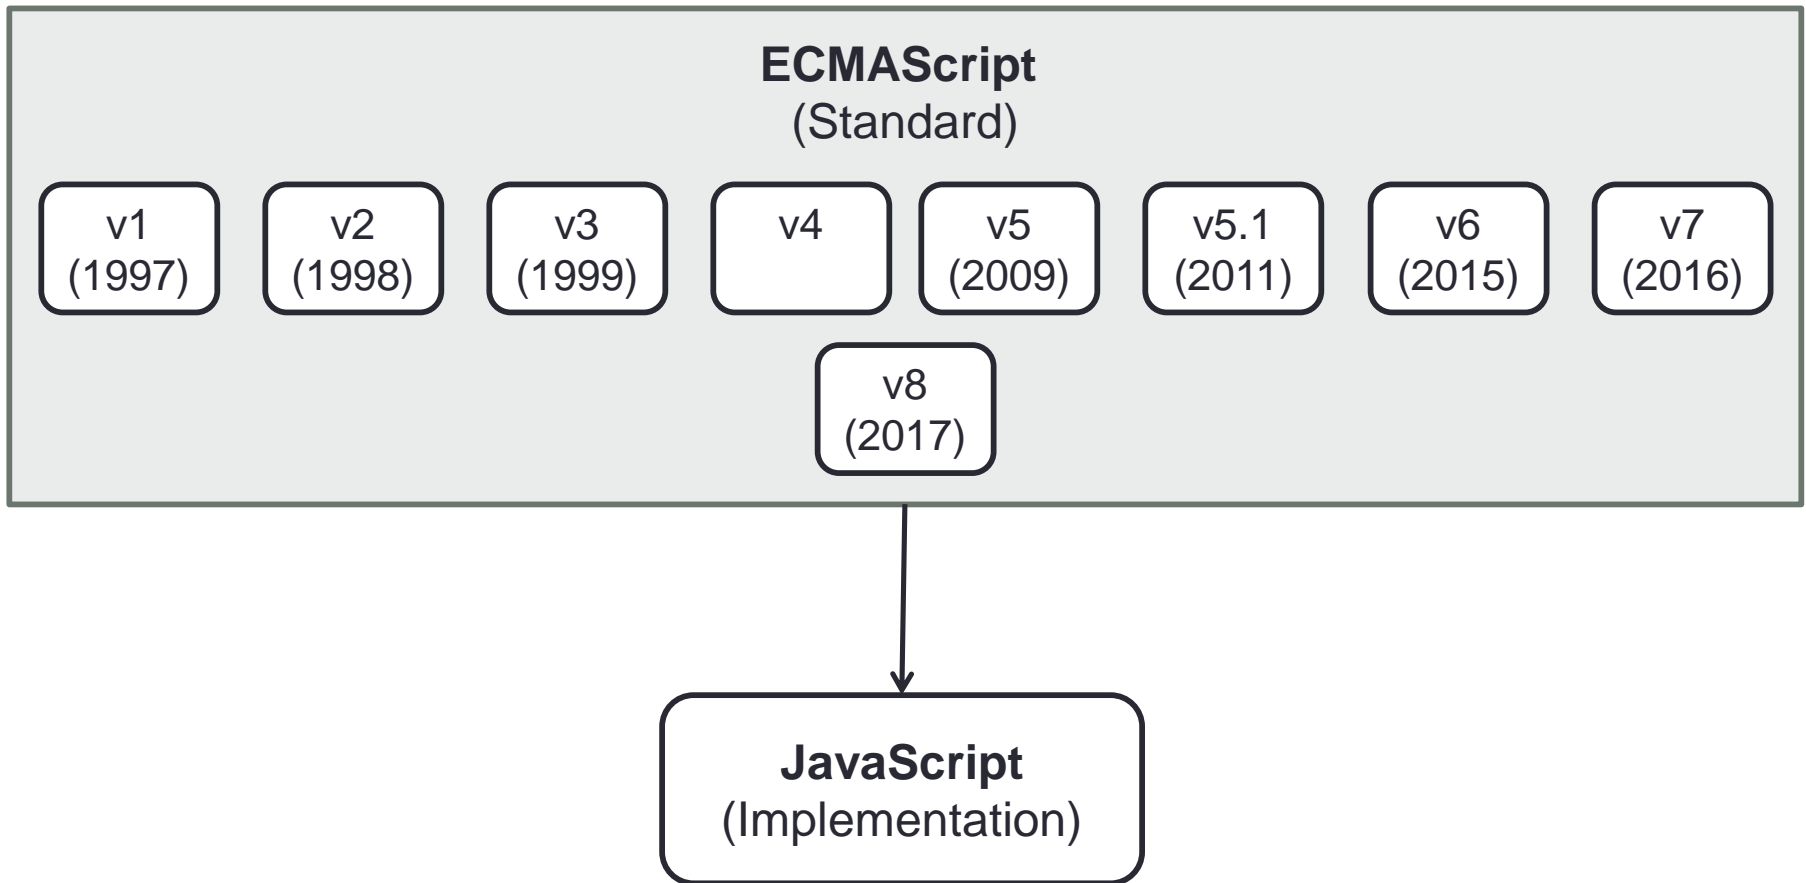 ECMAScript
(Standard)
v1
(1997)
v2
(1998)
v3
(1999)
v4
v5
(2009)
v5.1
(2011)
v6
(2015)
v7
(2016)
v8
(2017)
JavaScript
(Implementation)